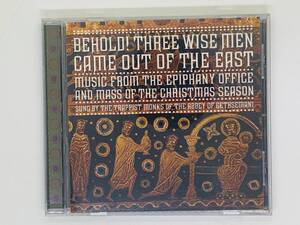 BEHOLD! THREE WISE MEN
CAME OUT OF THE EAST
MUSIC FROM THE EPIPHANY OFFICE
AND MASS OF THE CHRISTMAS SEASON
SUNG BY THE TRAPPIST MONKS OF THE ABBEY OF GETHSEMANI